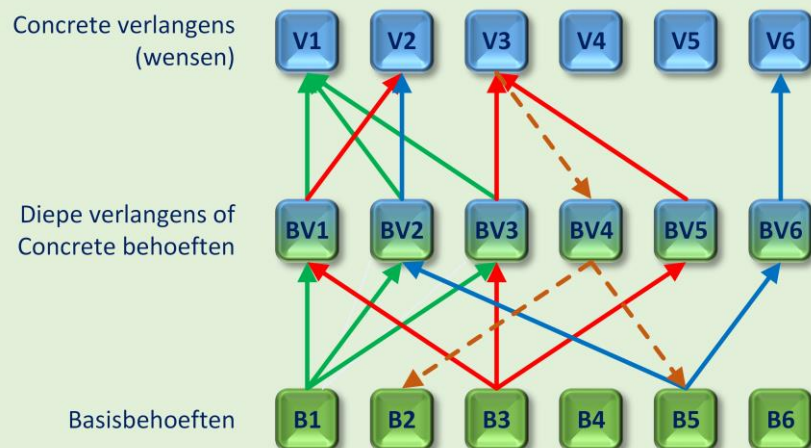 Concrete verlangens
(wensen)
V1 V2 V3 V4 V5 V6
Diepe verlangens of
Concrete behoeften
BV1 BV2 BV3 BV4 BV5 BV6
Basisbehoeften
B1 B2 B3 B4 B5 B6